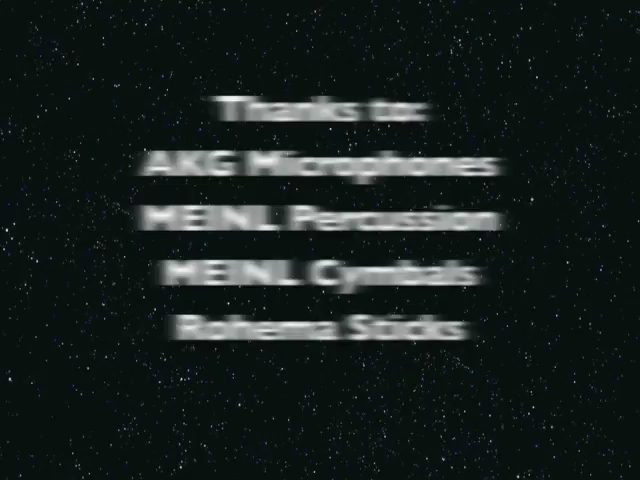 Thanks to:
AKG Microphones
MEINL Percussion
MEINL Cymbals
Rohema Sticks